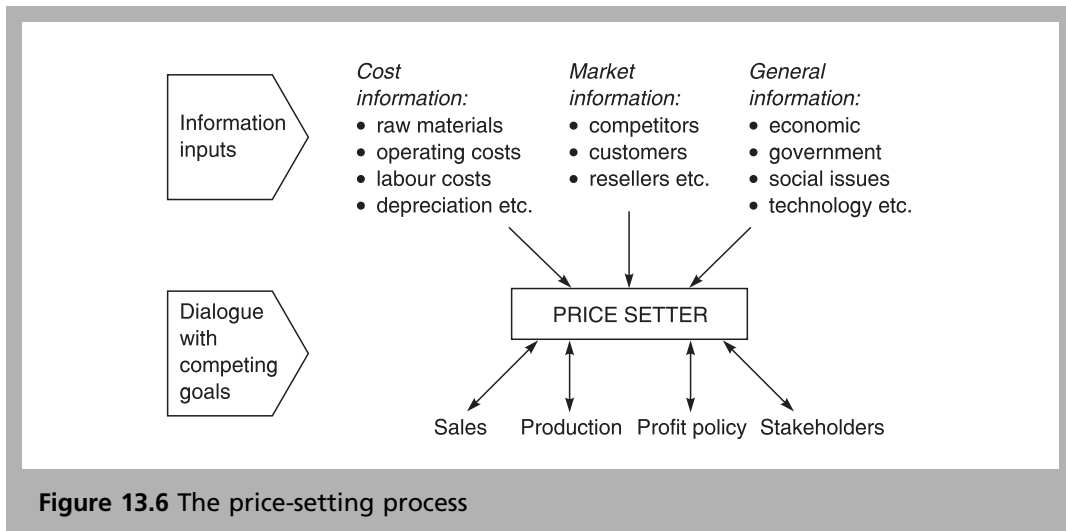 Information
inputs
Cost
information:
• raw materials
• operating costs
• labour costs
• depreciation etc.
Market
information:
• competitors
• customers
• resellers etc.
General
information:
• economic
• government
• social issues
• technology etc.
Dialogue
with
competing
goals
PRICE SETTER
Sales
Production
Profit policy
Stakeholders
Figure 13.6 The price-setting process